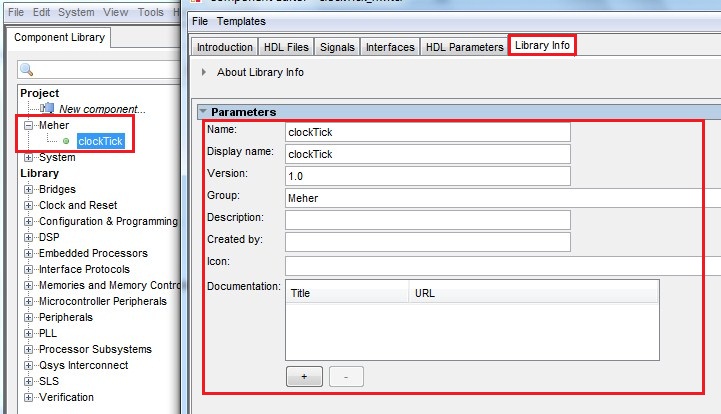 File Edit System View Tools H
Component Library
Project
New component...
Meher
clockTick
System
Library
Bridges
Clock and Reset
Configuration & Programming
DSP
Embedded Processors
Interface Protocols
Memories and Memory Contro
Microcontroller Peripherals
Peripherals
PLL
Processor Subsystems
Qsys Interconnect
SLS
Verification
File Templates
Introduction HDL Files Signals Interfaces HDL Parameters Library Info
About Library Info
Parameters
Name: clockTick
Display name: clockTick
Version: 1.0
Group: Meher
Description:
Created by:
Icon:
Documentation: Title URL
+ -